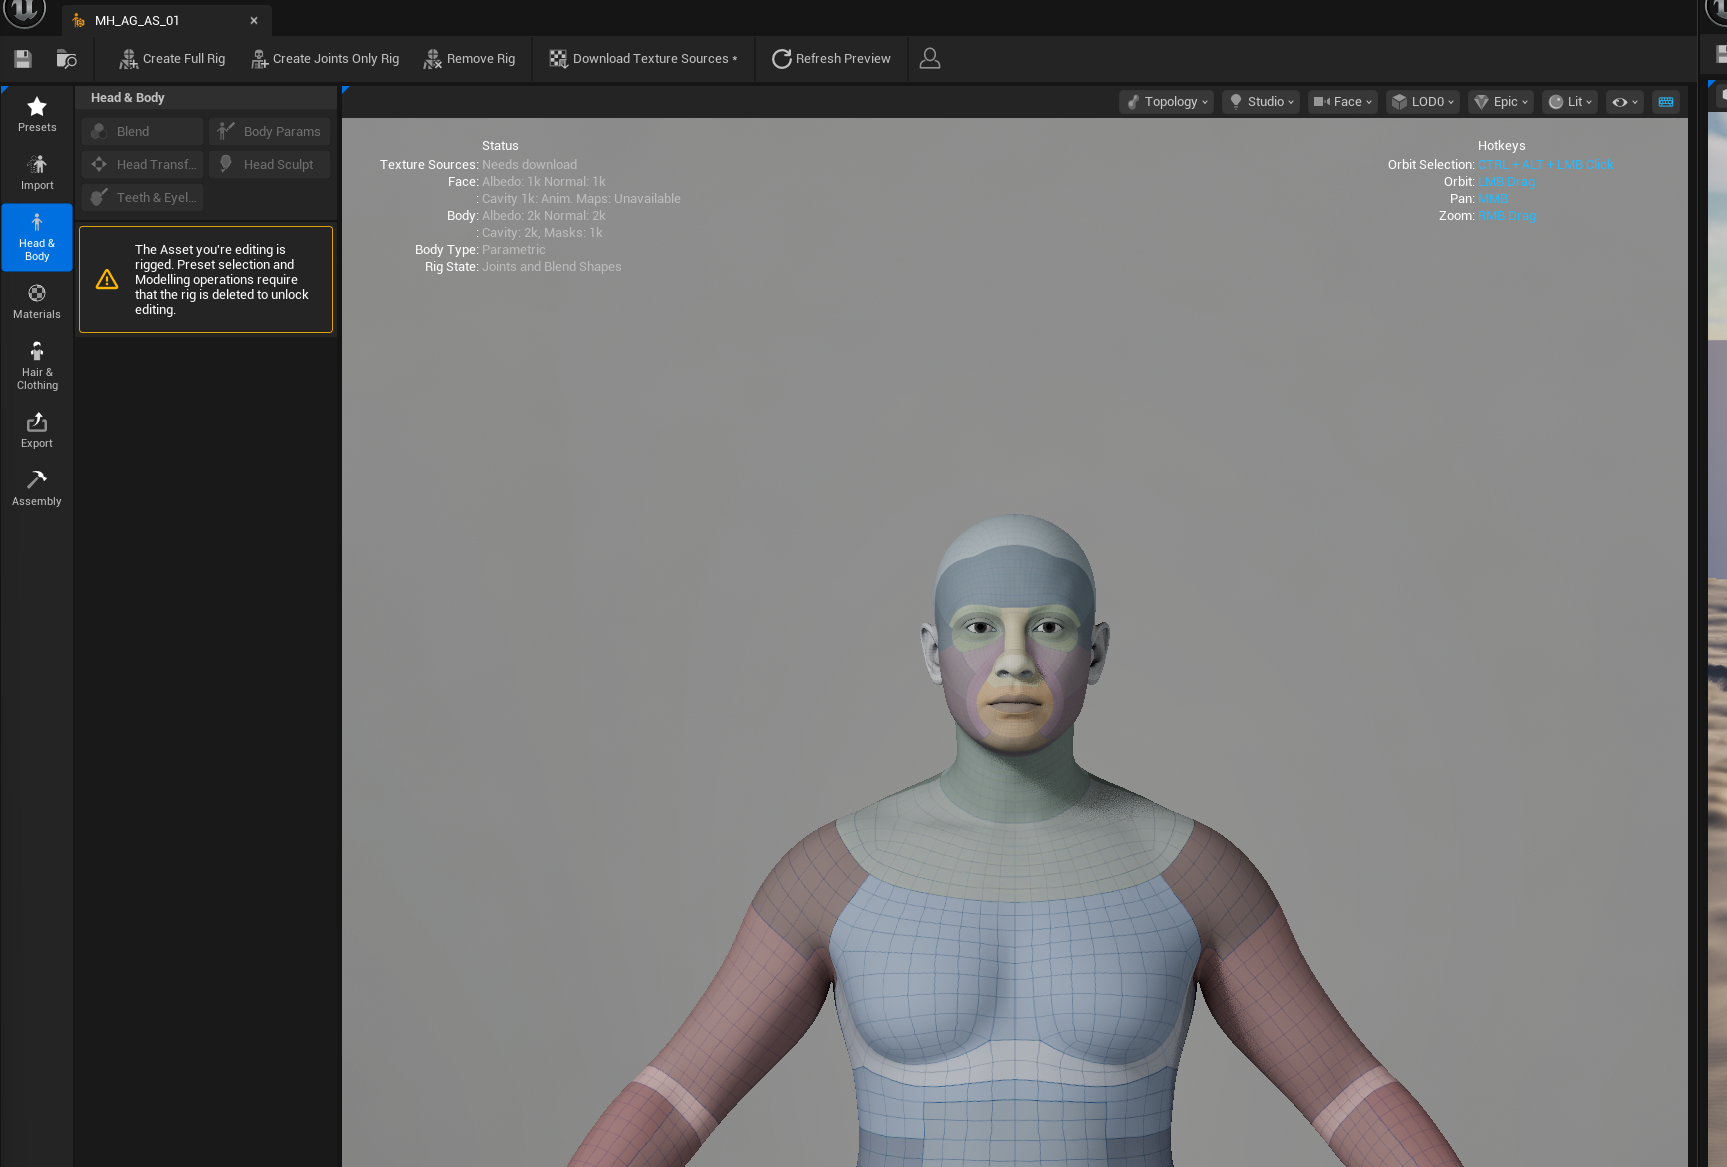 MH_AG_AS_01
Create Full Rig
Create Joints Only Rig
Remove Rig
Download Texture Sources *
Refresh Preview
Presets
Import
Head &
Body
Materials
Hair &
Clothing
Export
Assembly
Head & Body
Blend
Body Params
Head Transf...
Head Sculpt
Teeth & Eyel...
The Asset you're editing is
rigged. Preset selection and
Modelling operations require
that the rig is deleted to unlock
editing.
Topology
Studio
Face
LOD0
Epic
Lit
Status
Texture Sources: Needs download
Face: Albedo: 1k Normal: 1k
: Cavity 1k: Anim. Maps: Unavailable
Body: Albedo: 2k Normal: 2k
: Cavity: 2k, Masks: 1k
Body Type: Parametric
Rig State: Joints and Blend Shapes
Hotkeys
Orbit Selection: CTRL + ALT + LMB Click
Orbit: LMB Drag
Pan: MMB
Zoom: RMB Drag